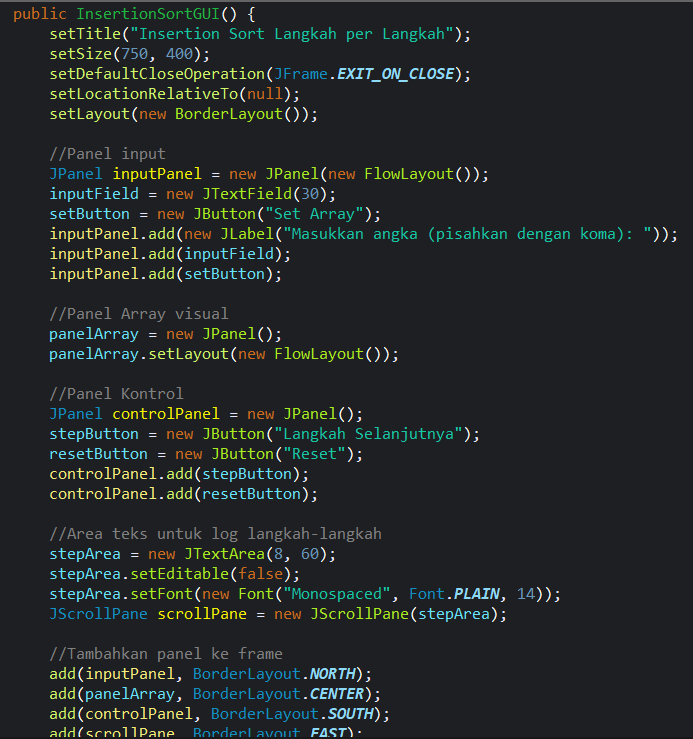 public InsertionSortGUI() {
    setTitle("Insertion Sort Langkah per Langkah");
    setSize(750, 400);
    setDefaultCloseOperation(JFrame.EXIT_ON_CLOSE);
    setLocationRelativeTo(null);
    setLayout(new BorderLayout());

    //Panel input
    JPanel inputPanel = new JPanel(new FlowLayout());
    inputField = new JTextField(30);
    setButton = new JButton("Set Array");
    inputPanel.add(new JLabel("Masukkan angka (pisahkan dengan koma): "));
    inputPanel.add(inputField);
    inputPanel.add(setButton);

    //Panel Array visual
    panelArray = new JPanel();
    panelArray.setLayout(new FlowLayout());

    //Panel Kontrol
    JPanel controlPanel = new JPanel();
    stepButton = new JButton("Langkah Selanjutnya");
    resetButton = new JButton("Reset");
    controlPanel.add(stepButton);
    controlPanel.add(resetButton);

    //Area teks untuk log langkah-langkah
    stepArea = new JTextArea(8, 60);
    stepArea.setEditable(false);
    stepArea.setFont(new Font("Monospaced", Font.PLAIN, 14));
    JScrollPane scrollPane = new JScrollPane(stepArea);

    //Tambahkan panel ke frame
    add(inputPanel, BorderLayout.NORTH);
    add(panelArray, BorderLayout.CENTER);
    add(controlPanel, BorderLayout.SOUTH);
    add(scrollPane, BorderLayout.EAST);